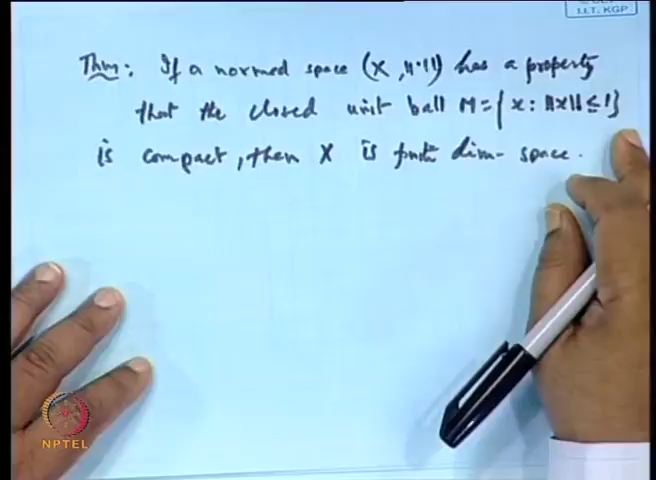 I.I.T. KGP
Thm: If a normed space (X, ||·||) has a property
that the closed unit ball M = {x : ||x|| ≤ 1}
is compact, then X is finite dim- space.
NPTEL